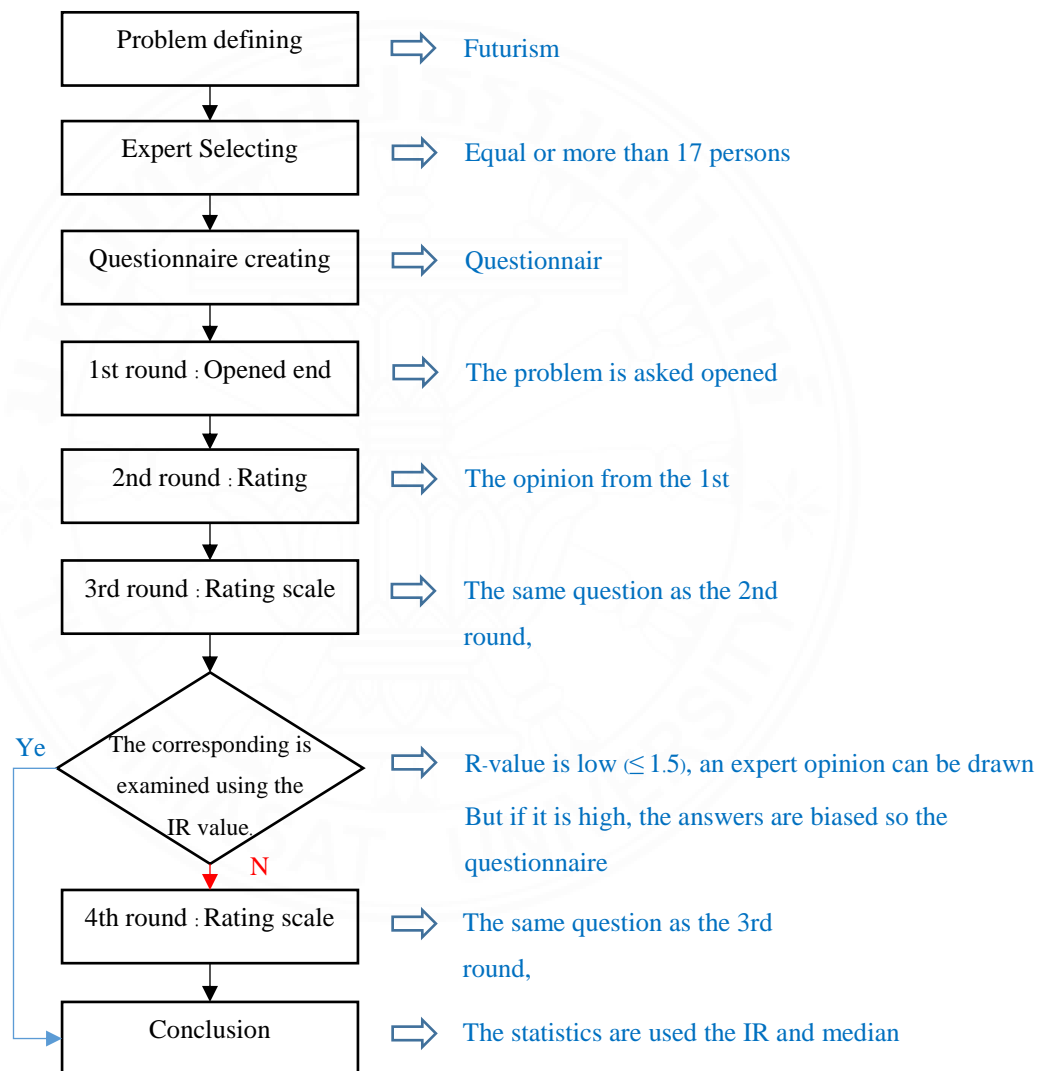 Problem defining
Futurism
Expert Selecting
Equal or more than 17 persons
Questionnaire creating
Questionnair
1st round : Opened end
The problem is asked opened
2nd round : Rating
The opinion from the 1st
3rd round : Rating scale
The same question as the 2nd
round,
Ye
The corresponding is
examined using the
IR value.
R-value is low (≤ 1.5), an expert opinion can be drawn
But if it is high, the answers are biased so the
questionnaire
N
4th round : Rating scale
The same question as the 3rd
round,
Conclusion
The statistics are used the IR and median